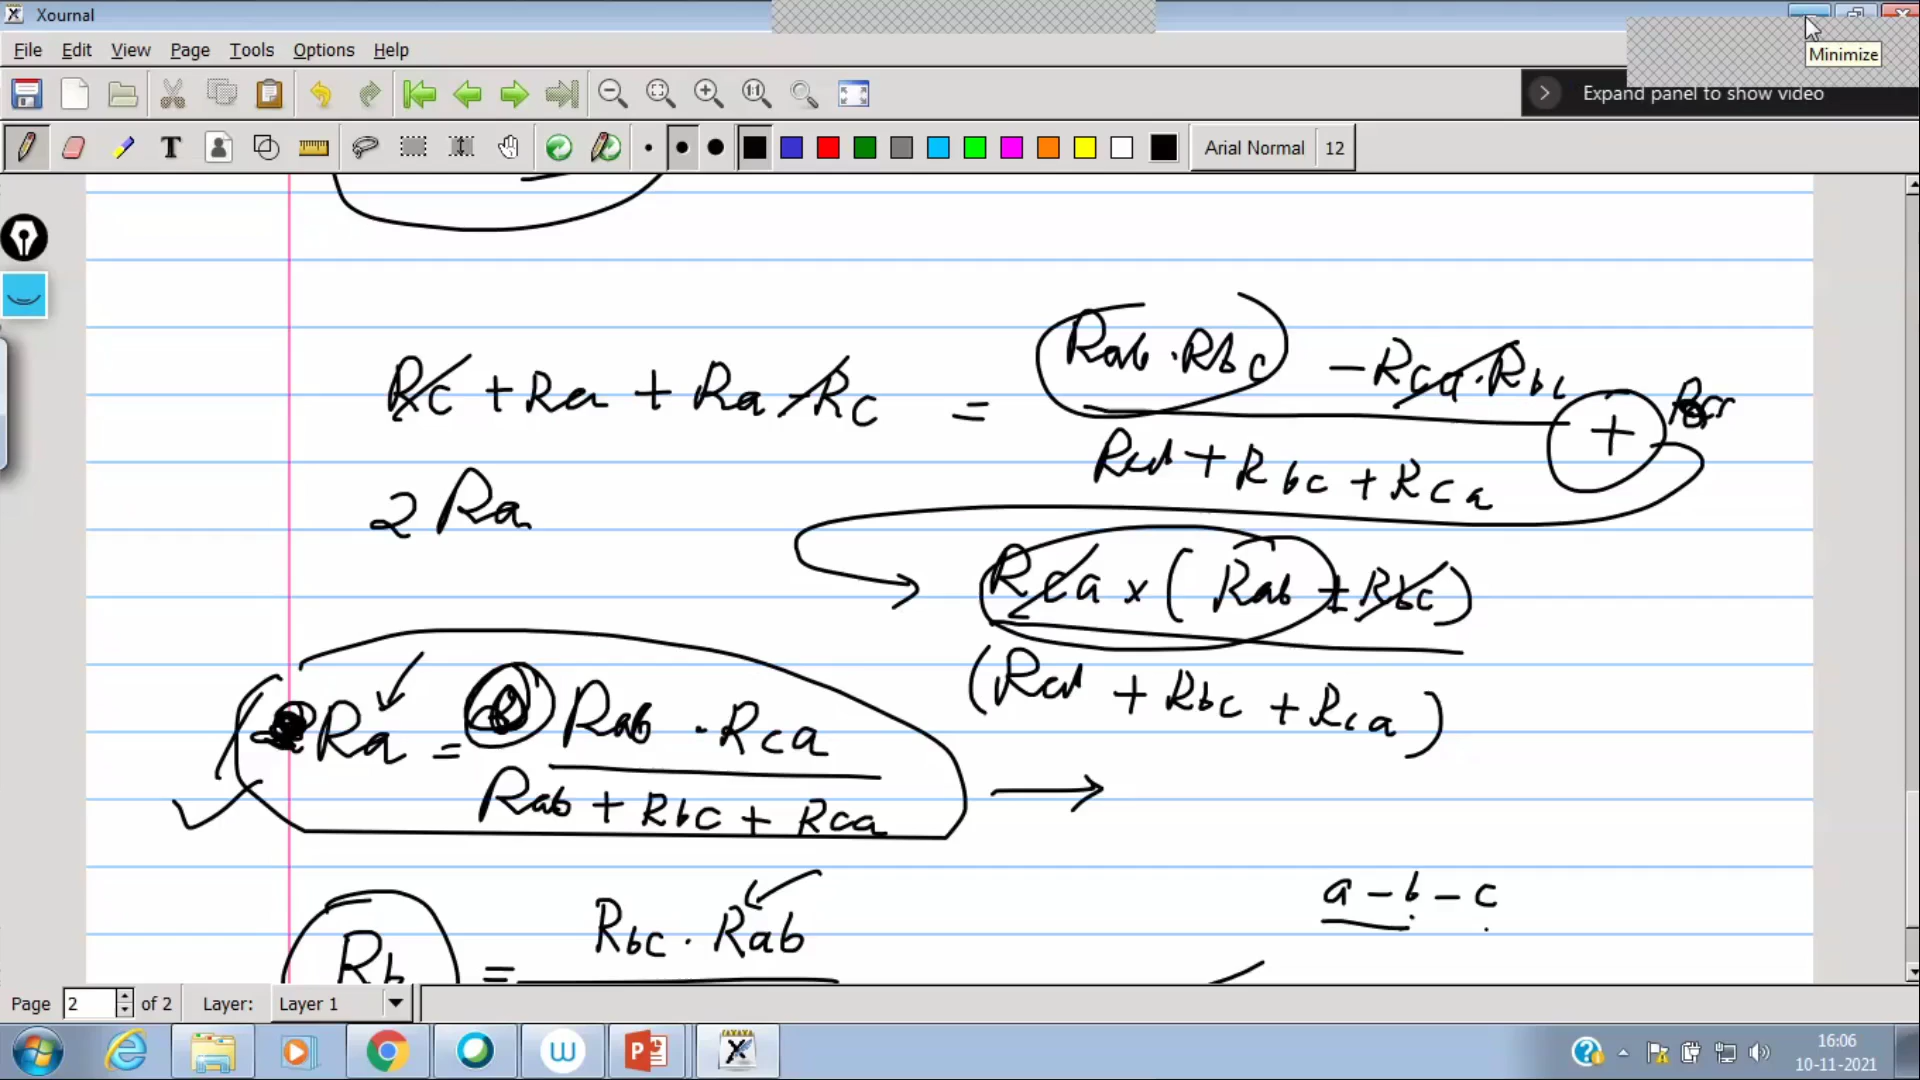 Xournal
File Edit View Page Tools Options Help
Minimize
Expand panel to show video
Arial Normal 12
Rc + Ra + Ra - Rc = Rab . Rbc - Rca . Rbc
Rab + Rbc + Rca
+
2 Ra
Rca x ( Rab + Rbc )
( Rab + Rbc + Rca )
Ra = Rab . Rca
Rab + Rbc + Rca
a - b - c
Rb = Rbc . Rab
Page 2 of 2 Layer: Layer 1
16:06
10-11-2021